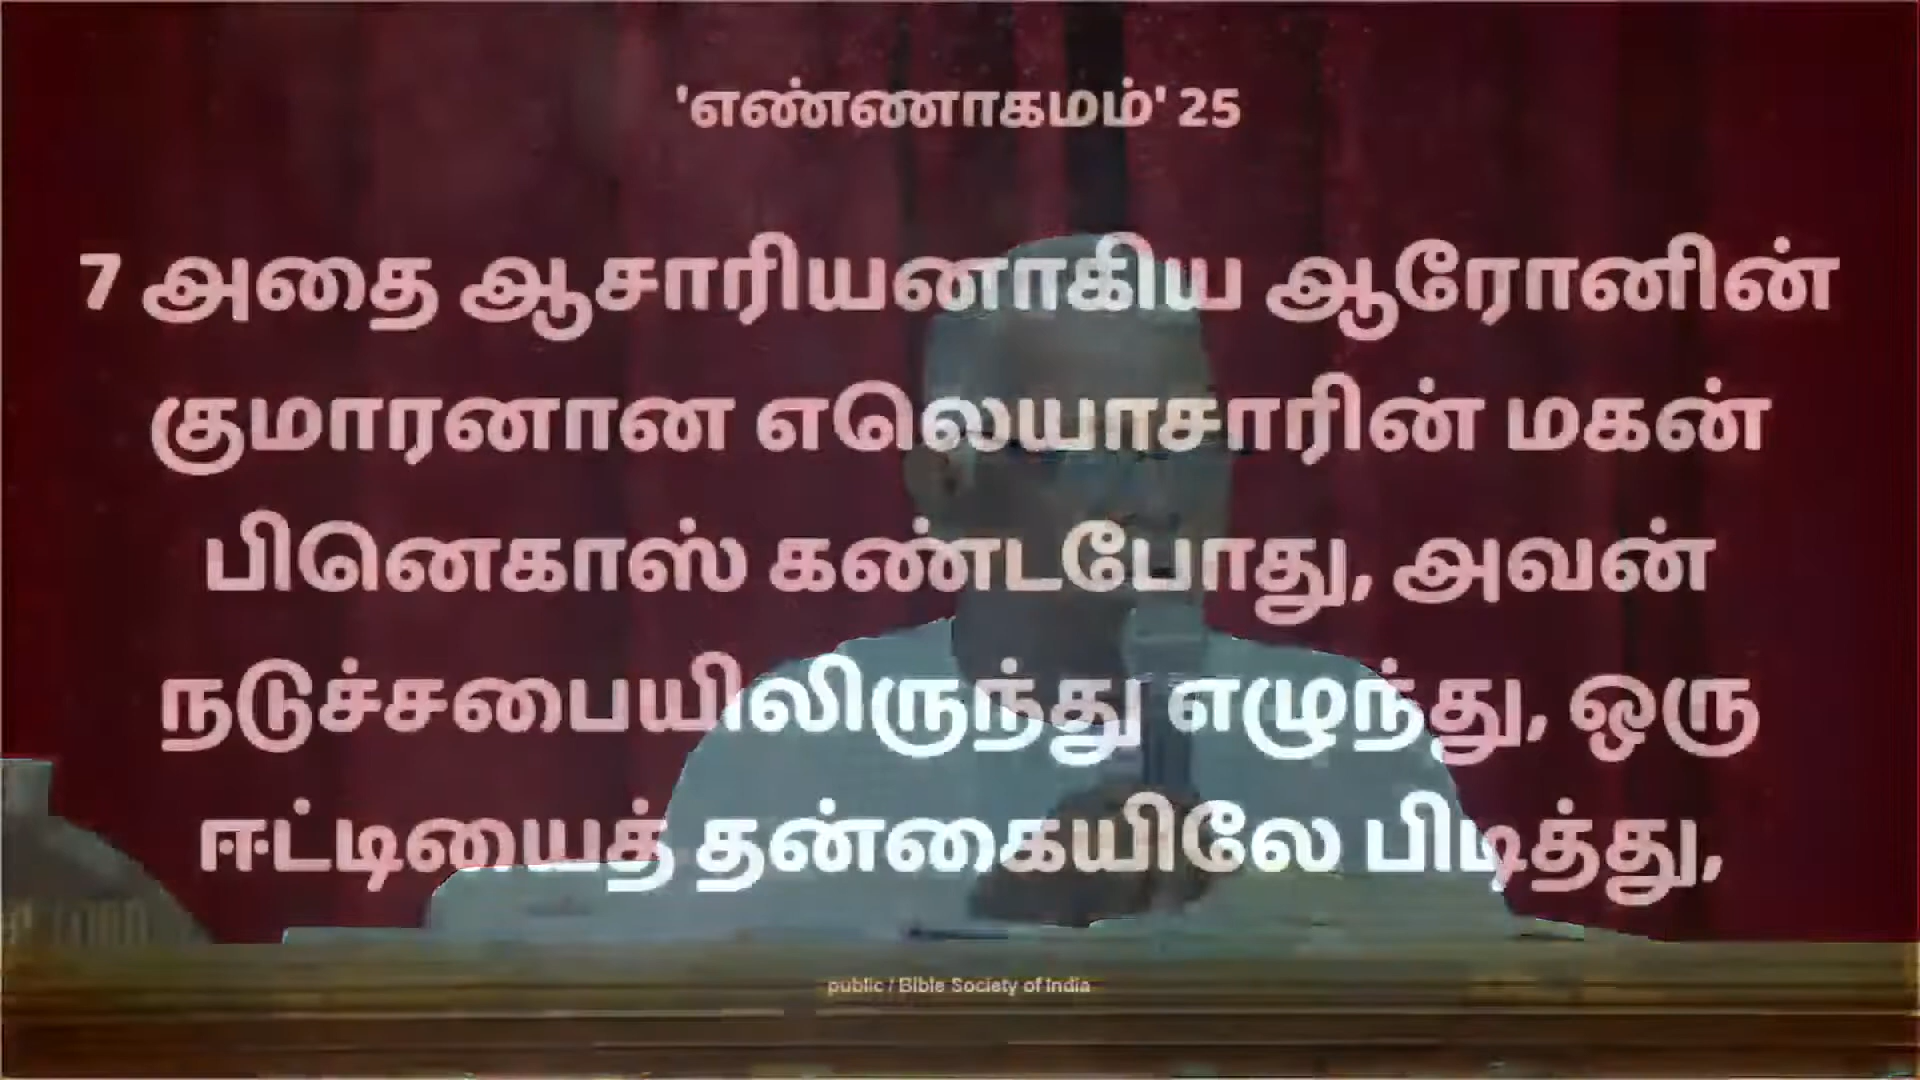 'எண்ணாகமம்' 25
7 அதை ஆசாரியனாகிய ஆரோனின்
குமாரனான எலெயாசாரின் மகன்
பினெகாஸ் கண்டபோது, அவன்
நடுச்சபையிலிருந்து எழுந்து, ஒரு
ஈட்டியைத் தன்கையிலே பிடித்து,
public / Bible Society of India